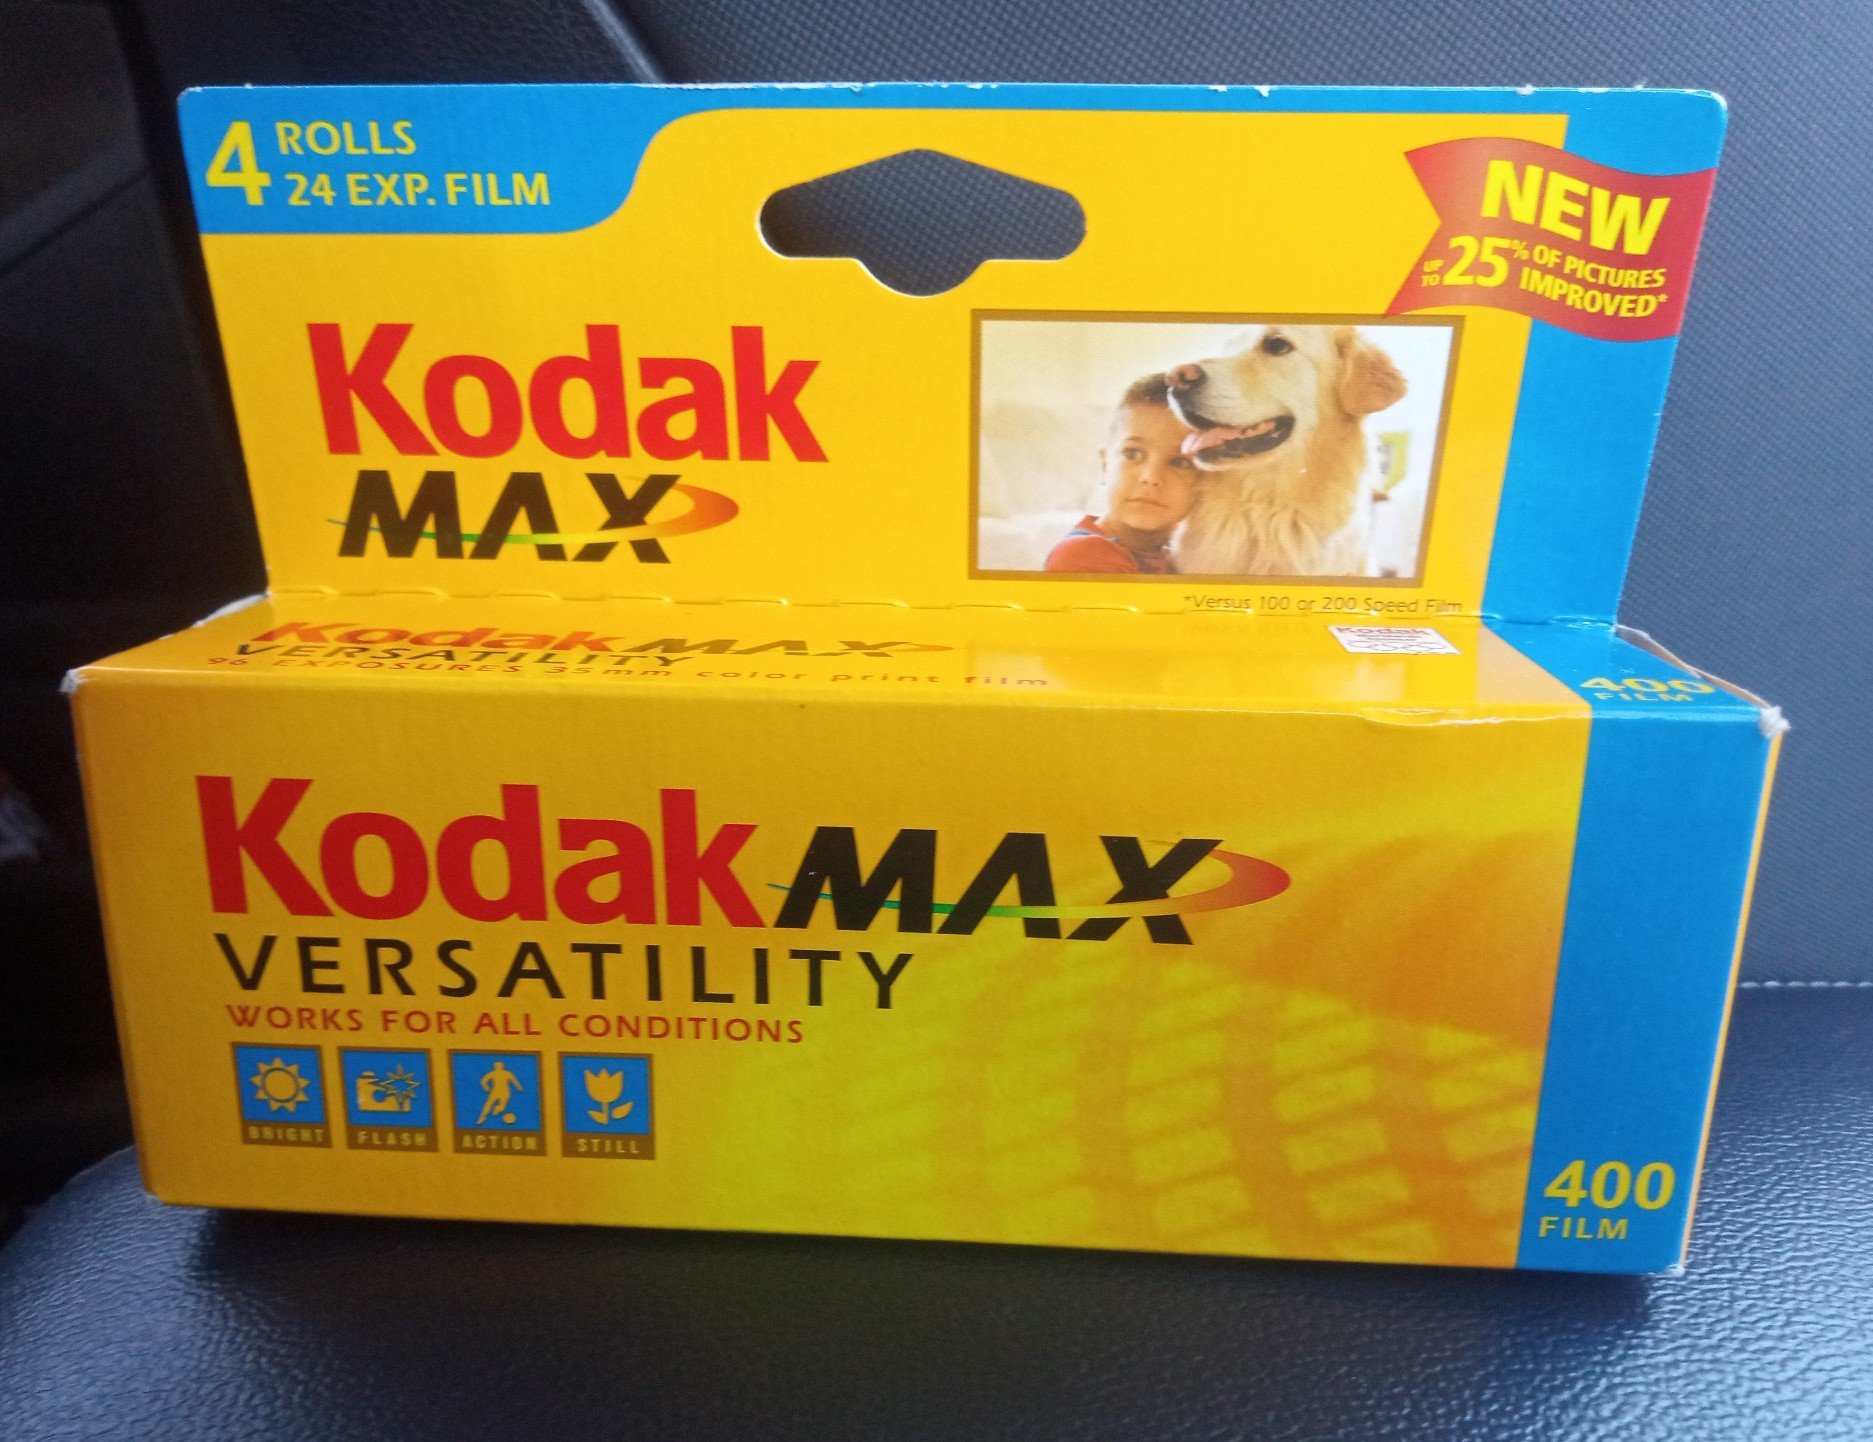 4 ROLLS
24 EXP. FILM
NEW
UP TO 25% OF PICTURES
IMPROVED*
Kodak
MAX
*Versus 100 or 200 Speed Film
Kodak MAX
VERSATILITY
96 EXPOSURES 35mm color print film
Kodak
400
FILM
Kodak MAX
VERSATILITY
WORKS FOR ALL CONDITIONS
BRIGHT FLASH ACTION STILL
400
FILM